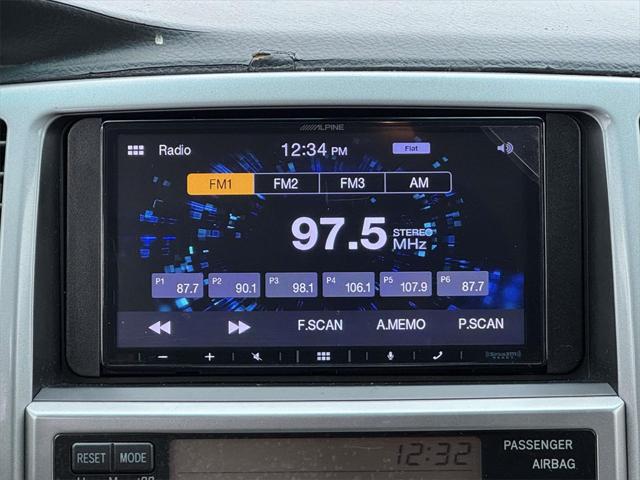 ALPINE
Radio 12:34 PM Flat
FM1 FM2 FM3 AM
97.5 STEREO MHz
P1 87.7 P2 90.1 P3 98.1 P4 106.1 P5 107.9 P6 87.7
F.SCAN A.MEMO P.SCAN
SiriusXM
READY
RESET MODE 12:32 PASSENGER
AIRBAG